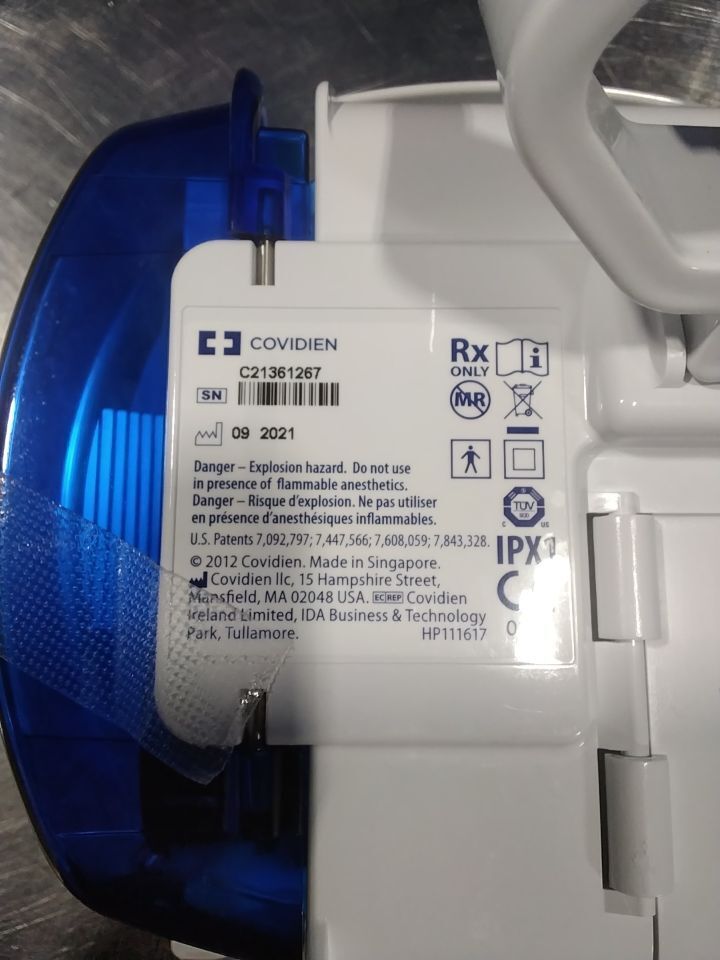 COVIDIEN
C21361267
SN
09 2021
Rx
ONLY
i
MR
TUV
SUD
C US
IPX1
Danger – Explosion hazard. Do not use
in presence of flammable anesthetics.
Danger – Risque d'explosion. Ne pas utiliser
en présence d'anesthésiques inflammables.
U.S. Patents 7,092,797; 7,447,566; 7,608,059; 7,843,328.
© 2012 Covidien. Made in Singapore.
Covidien llc, 15 Hampshire Street,
Mansfield, MA 02048 USA. EC REP Covidien
Ireland Limited, IDA Business & Technology
Park, Tullamore. HP111617